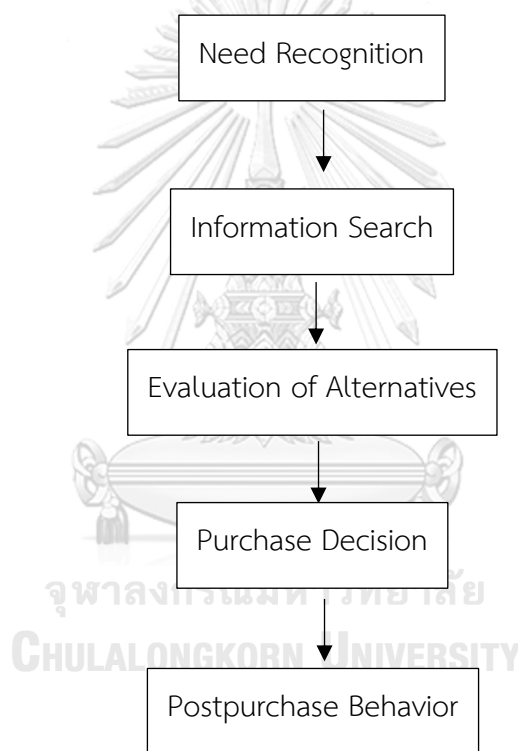 Need Recognition
Information Search
Evaluation of Alternatives
Purchase Decision
จุฬาลงกรณ์มหาวิทยาลัย
CHULALONGKORN UNIVERSITY
Postpurchase Behavior